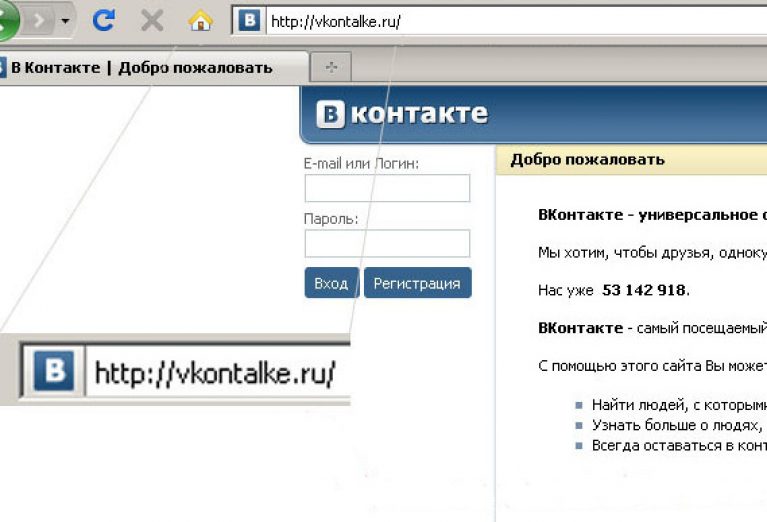 В
http://vkontalke.ru/
В Контакте | Добро пожаловать
В контакте
E-mail или Логин:
Пароль:
Вход Регистрация
Добро пожаловать
ВКонтакте - универсальное
Мы хотим, чтобы друзья, одноку
Нас уже 53 142 918.
ВКонтакте - самый посещаемый
С помощью этого сайта Вы может
Найти людей, с которыми
Узнать больше о людях,
Всегда оставаться в конт
В
http://vkontalke.ru/